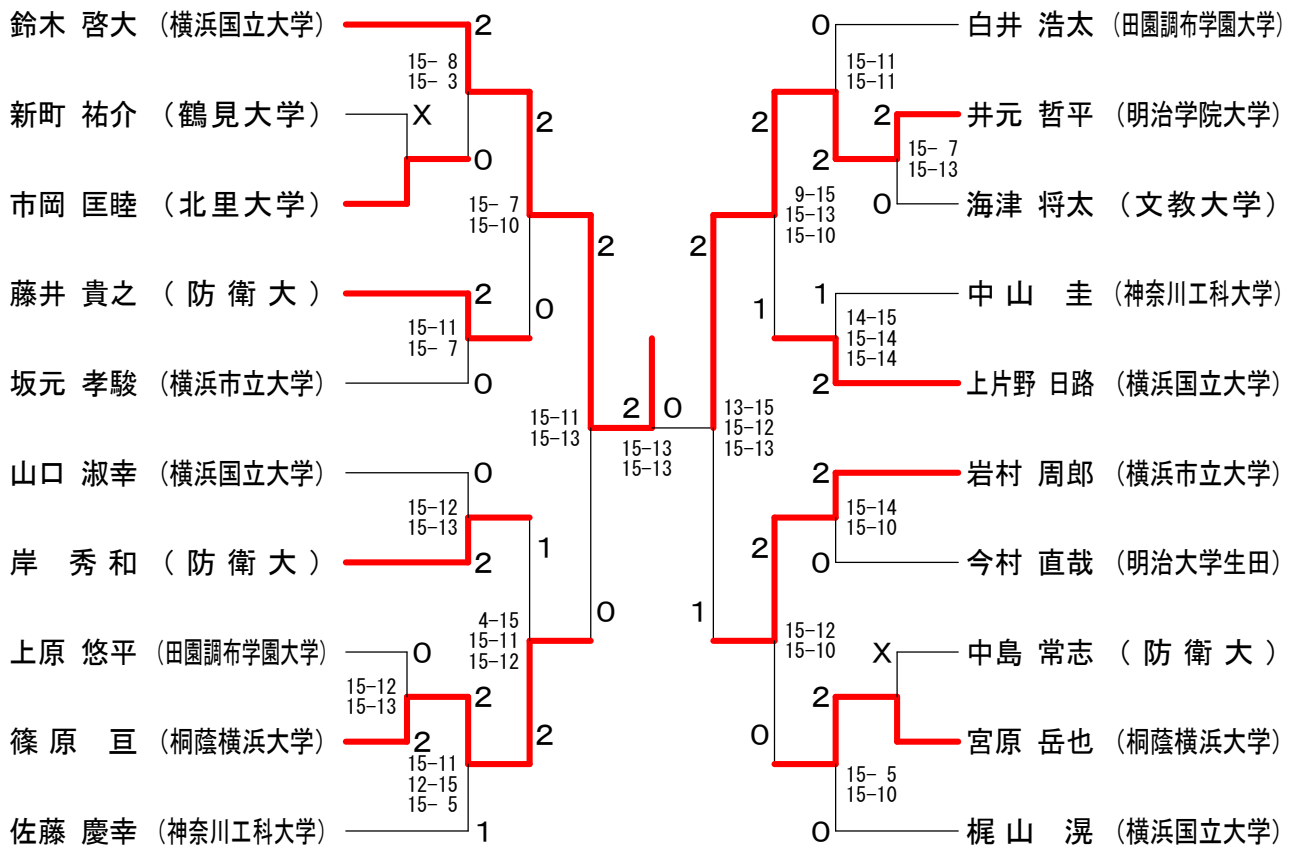 鈴木 啓大 (横浜国立大学) 2 0 白井 浩太 (田園調布学園大学)
15- 8 15-11
15- 3 15-11
新町 祐介 (鶴見大学) X 2 2 2 井元 哲平 (明治学院大学)
0 2 15- 7
15-13
市岡 匡睦 (北里大学) 15- 7 9-15 0 海津 将太 (文教大学)
15-10 15-13
15-10
2 2
藤井 貴之 (防衛大) 2 0 1 1 中山 圭 (神奈川工科大学)
15-11 14-15
15- 7 15-14
15-14
坂元 孝駿 (横浜市立大学) 0 2 上片野 日路 (横浜国立大学)
15-11 2 0 13-15
15-13 15-13 15-12
15-13 15-13
山口 淑幸 (横浜国立大学) 0 2 岩村 周郎 (横浜市立大学)
15-12 15-14
15-13 15-10
岸 秀和 (防衛大) 2 1 2 0 今村 直哉 (明治大学生田)
0 1
4-15 15-12
15-11 15-10
15-12
上原 悠平 (田園調布学園大学) 0 X 中島 常志 (防衛大)
15-12 2 2
15-13
篠原 亘 (桐蔭横浜大学) 2 2 0 宮原 岳也 (桐蔭横浜大学)
15-11 15- 5
12-15 15-10
15- 5
佐藤 慶幸 (神奈川工科大学) 1 0 梶山 滉 (横浜国立大学)